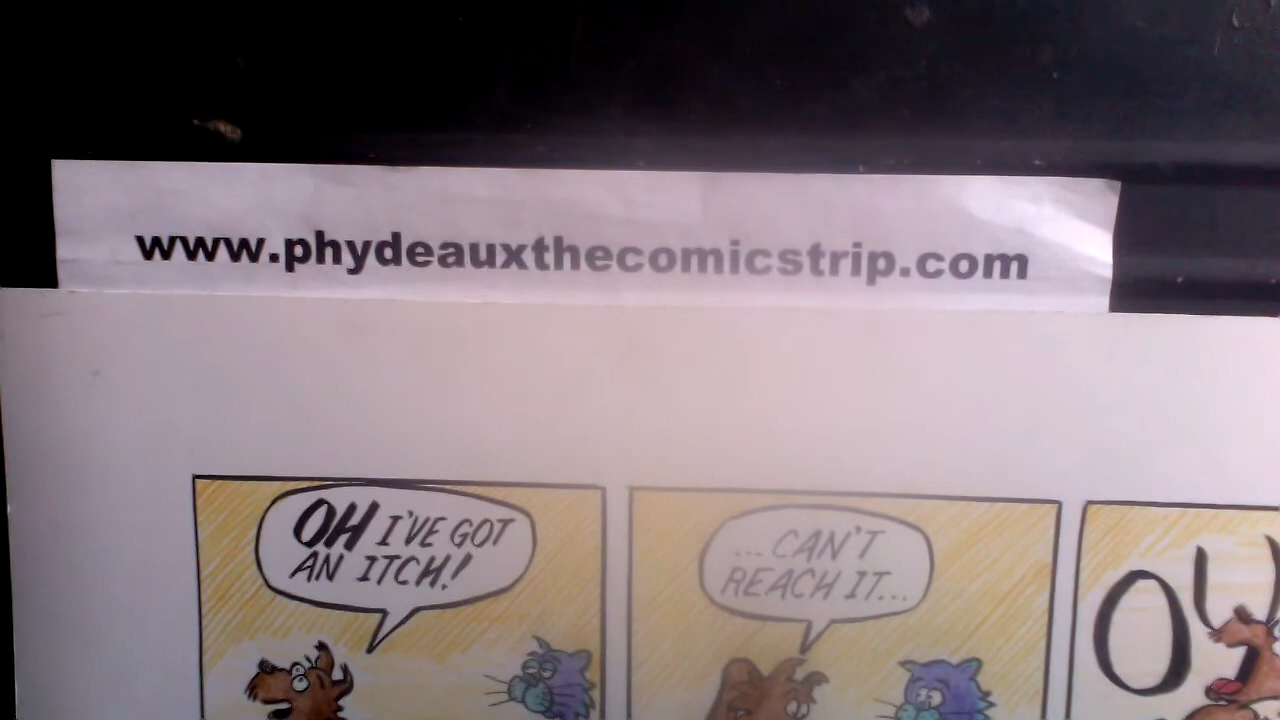 www.phydeauxthecomicstrip.com
OH I'VE GOT
AN ITCH!
...CAN'T
REACH IT...